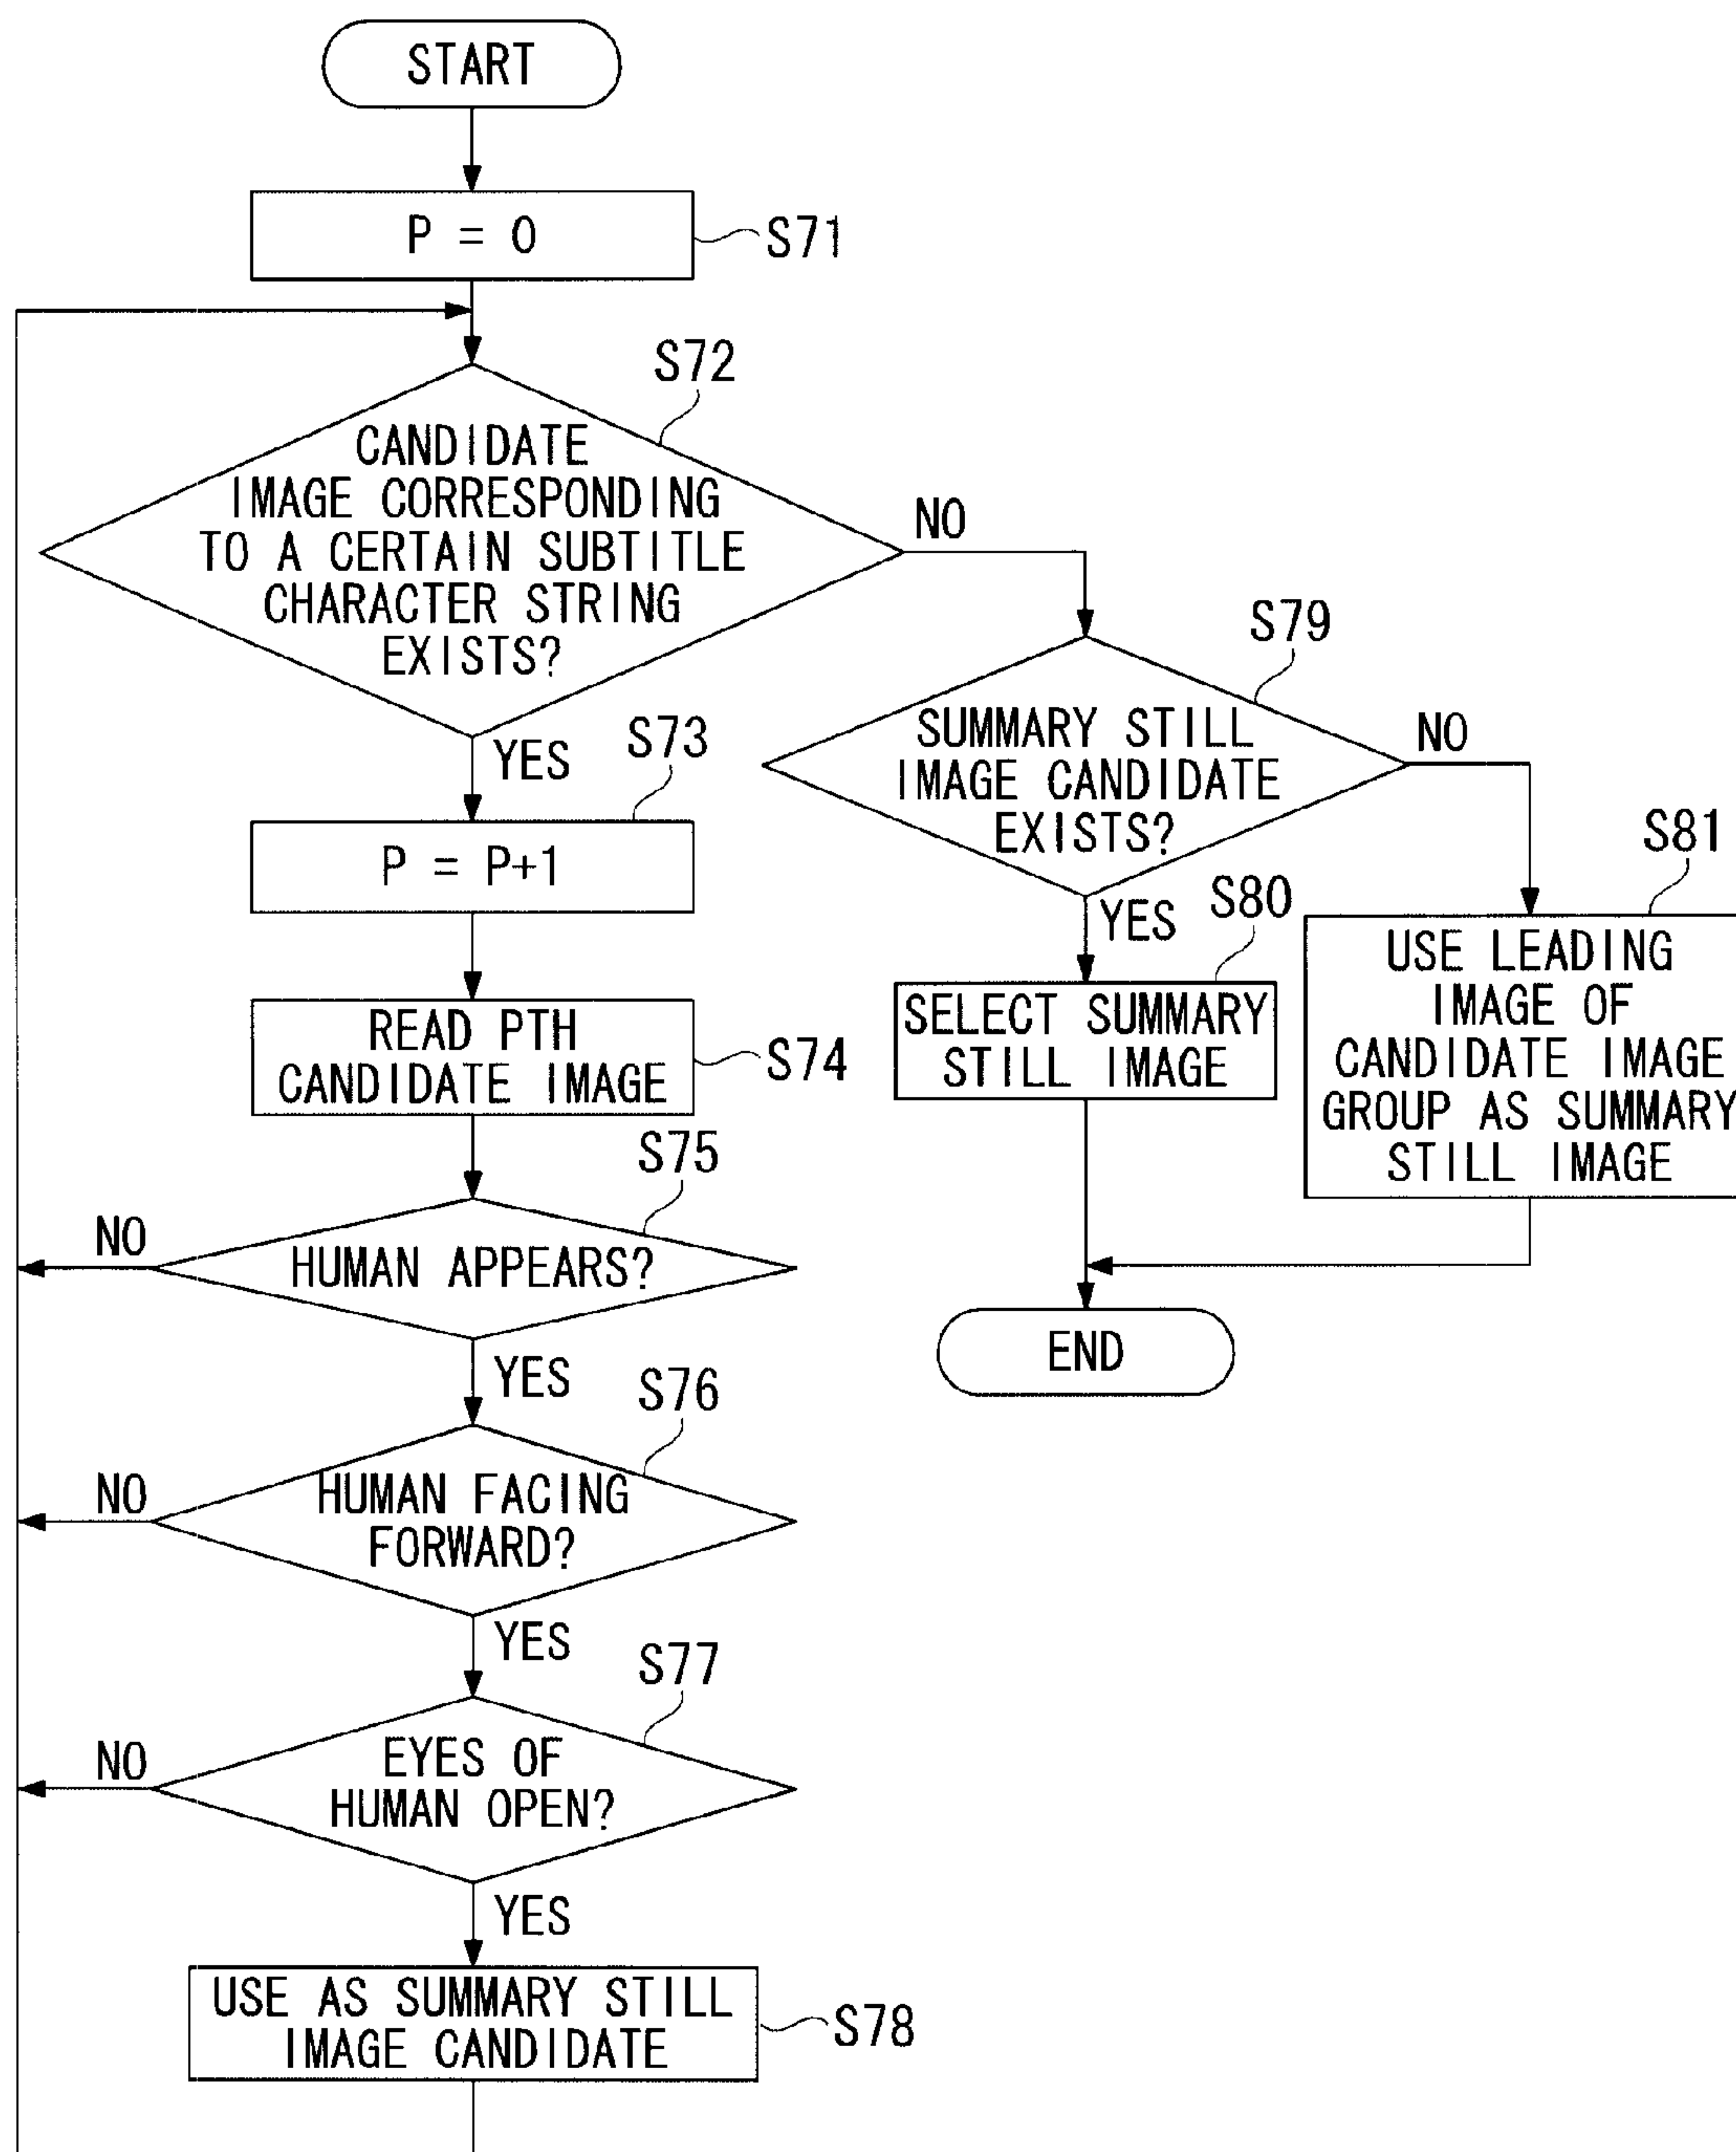 START
P = 0
S71
S72
CANDIDATE
IMAGE CORRESPONDING
TO A CERTAIN SUBTITLE
CHARACTER STRING
EXISTS?
NO
YES
S73
P = P+1
READ PTH
CANDIDATE IMAGE
S74
S75
HUMAN APPEARS?
NO
YES
S76
HUMAN FACING
FORWARD?
NO
YES
S77
EYES OF
HUMAN OPEN?
NO
YES
USE AS SUMMARY STILL
IMAGE CANDIDATE
S78
S79
SUMMARY STILL
IMAGE CANDIDATE
EXISTS?
NO
YES
S80
SELECT SUMMARY
STILL IMAGE
S81
USE LEADING
IMAGE OF
CANDIDATE IMAGE
GROUP AS SUMMARY
STILL IMAGE
END